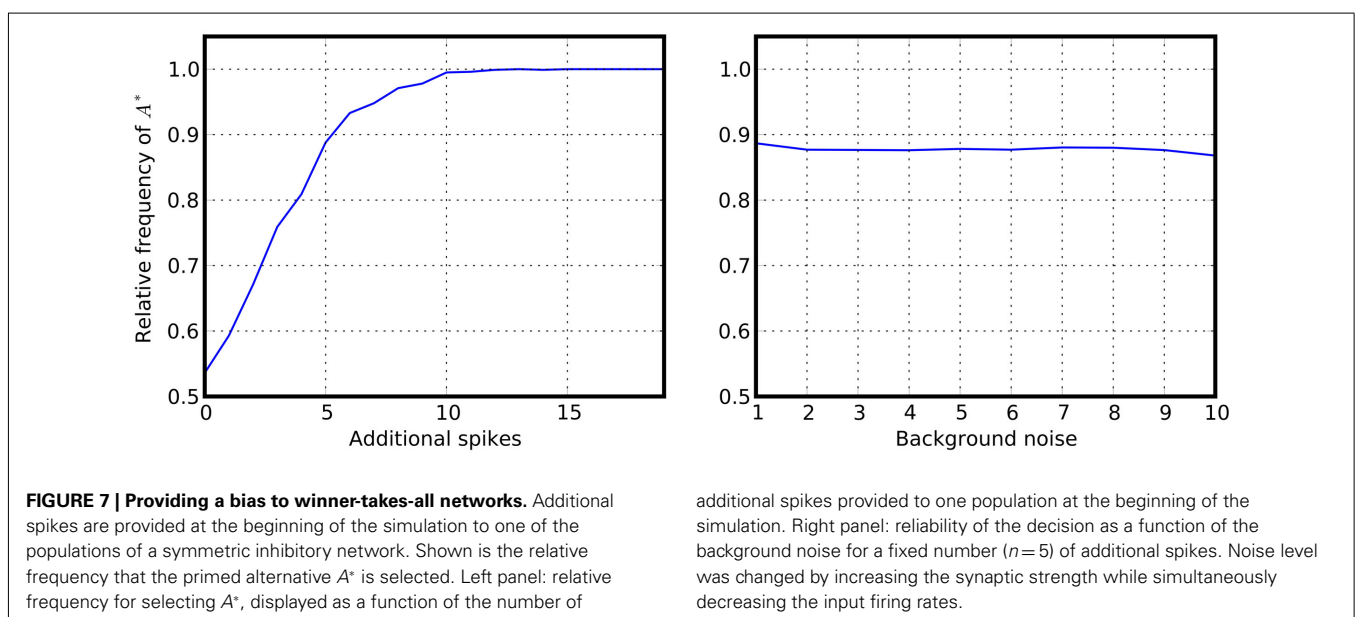 1.0
0.9
0.8
0.7
0.6
0.5
Relative frequency of A*
0 5 10 15
Additional spikes
1.0
0.9
0.8
0.7
0.6
0.5
1 2 3 4 5 6 7 8 9 10
Background noise
FIGURE 7 | Providing a bias to winner-takes-all networks. Additional
spikes are provided at the beginning of the simulation to one of the
populations of a symmetric inhibitory network. Shown is the relative
frequency that the primed alternative A* is selected. Left panel: relative
frequency for selecting A*, displayed as a function of the number of
additional spikes provided to one population at the beginning of the
simulation. Right panel: reliability of the decision as a function of the
background noise for a fixed number (n = 5) of additional spikes. Noise level
was changed by increasing the synaptic strength while simultaneously
decreasing the input firing rates.